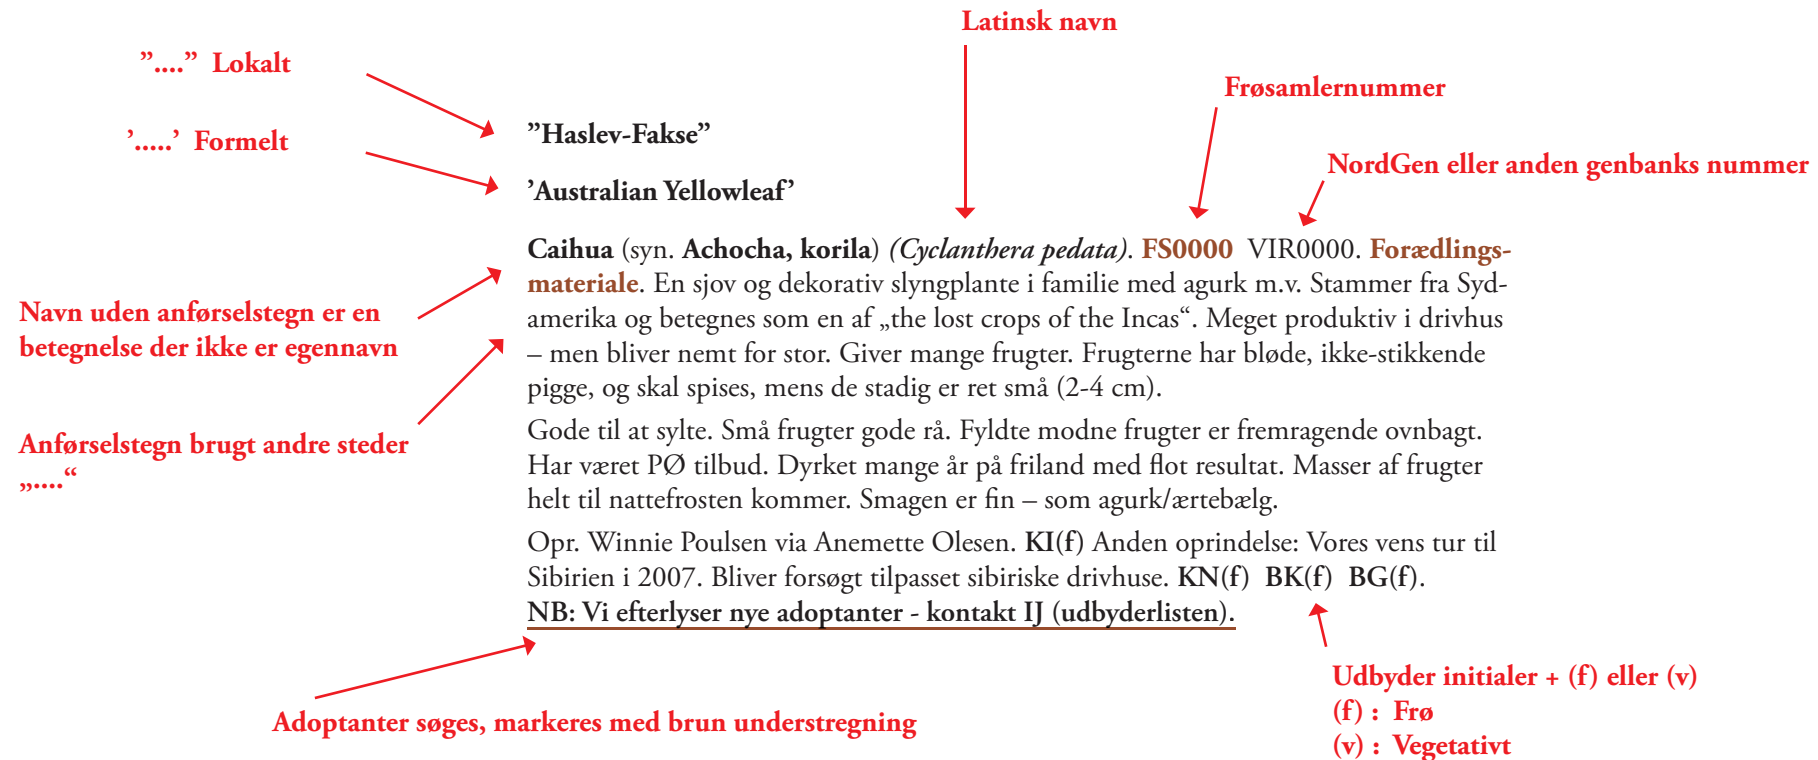 Latinsk navn
”....” Lokalt
Frøsamlernummer
”Haslev-Fakse”
’.....’ Formelt
NordGen eller anden genbanks nummer
’Australian Yellowleaf’
Caihua (syn. Achocha, korila) (Cyclanthera pedata). FS0000 VIR0000. Forædlings-
materiale. En sjov og dekorativ slyngplante i familie med agurk m.v. Stammer fra Syd-
amerika og betegnes som en af „the lost crops of the Incas“. Meget produktiv i drivhus
– men bliver nemt for stor. Giver mange frugter. Frugterne har bløde, ikke-stikkende
pigge, og skal spises, mens de stadig er ret små (2-4 cm).
Navn uden anførselstegn er en
betegnelse der ikke er egennavn
Gode til at sylte. Små frugter gode rå. Fyldte modne frugter er fremragende ovnbagt.
Har været PØ tilbud. Dyrket mange år på friland med flot resultat. Masser af frugter
helt til nattefrosten kommer. Smagen er fin – som agurk/ærtebælg.
Anførselstegn brugt andre steder
„....“
Opr. Winnie Poulsen via Anemette Olesen. KI(f) Anden oprindelse: Vores vens tur til
Sibirien i 2007. Bliver forsøgt tilpasset sibiriske drivhuse. KN(f) BK(f) BG(f).
NB: Vi efterlyser nye adoptanter - kontakt IJ (udbyderlisten).
Adoptanter søges, markeres med brun understregning
Udbyder initialer + (f) eller (v)
(f) : Frø
(v) : Vegetativt